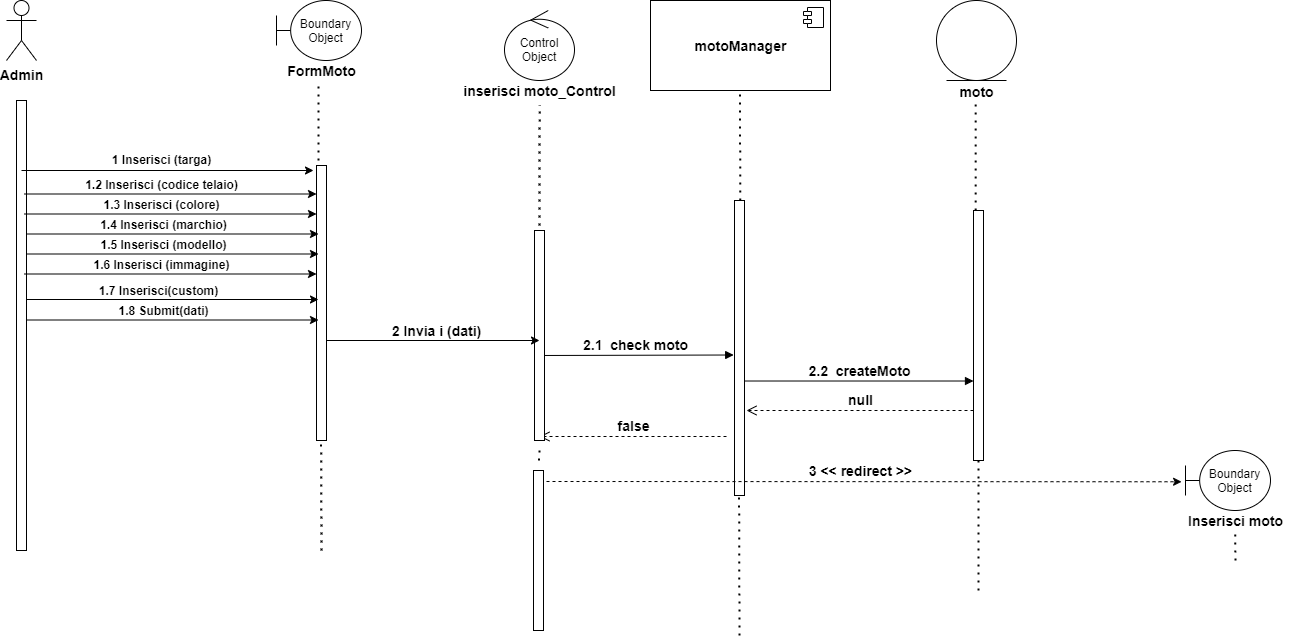 Boundary
Object
Control
Object
motoManager
Admin
FormMoto
inserisci moto_Control
moto
1 Inserisci (targa)
1.2 Inserisci (codice telaio)
1.3 Inserisci (colore)
1.4 Inserisci (marchio)
1.5 Inserisci (modello)
1.6 Inserisci (immagine)
1.7 Inserisci(custom)
1.8 Submit(dati)
2 Invia i (dati)
2.1 check moto
2.2 createMoto
null
false
3 << redirect >>
Boundary
Object
Inserisci moto